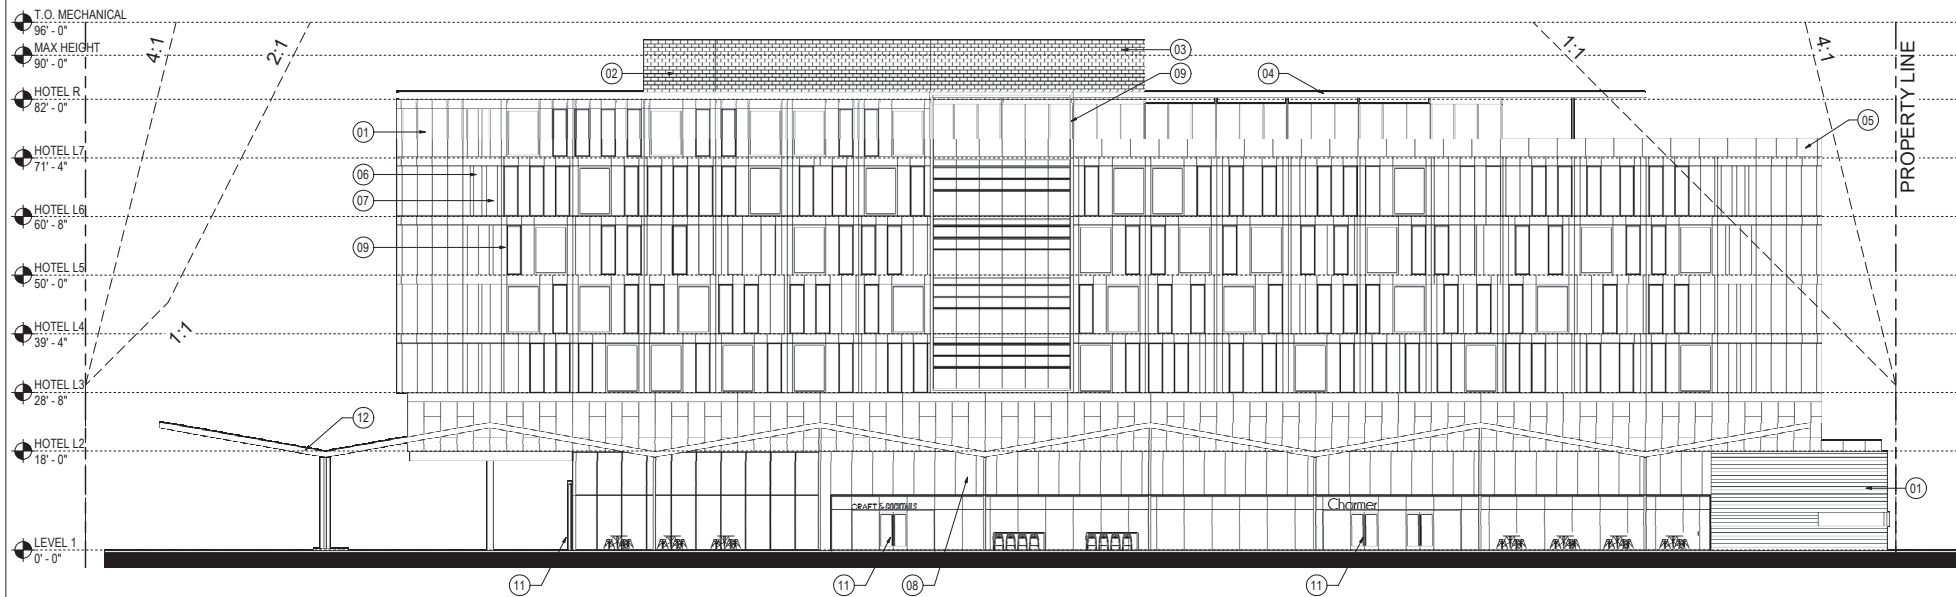 T.O. MECHANICAL
96' - 0"
MAX HEIGHT
90' - 0"
HOTEL R
82' - 0"
HOTEL L7
71' - 4"
HOTEL L6
60' - 8"
HOTEL L5
50' - 0"
HOTEL L4
39' - 4"
HOTEL L3
28' - 8"
HOTEL L2
18' - 0"
LEVEL 1
0' - 0"
4:1
2:1
1:1
1:1
4:1
PROPERTY LINE
03
02
09
04
01
05
06
07
09
12
01
CRAFT & COCKTAILS
Charmer
11
11
08
11